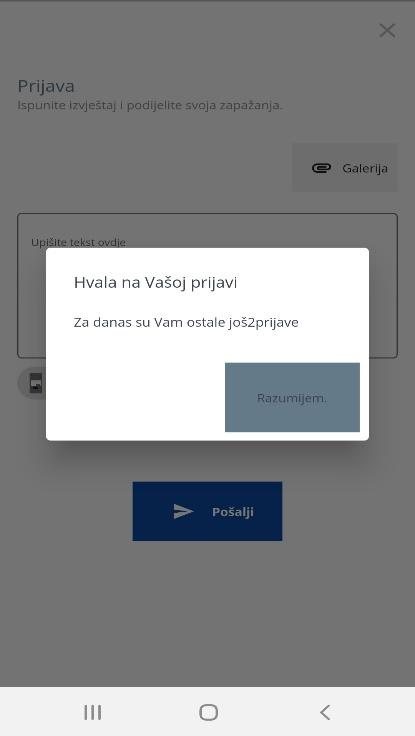 Prijava
Ispunite izvještaj i podijelite svoja zapažanja.
Galerija
Upišite tekst ovdje
Hvala na Vašoj prijavi
Za danas su Vam ostale još2prijave
Razumijem.
Pošalji